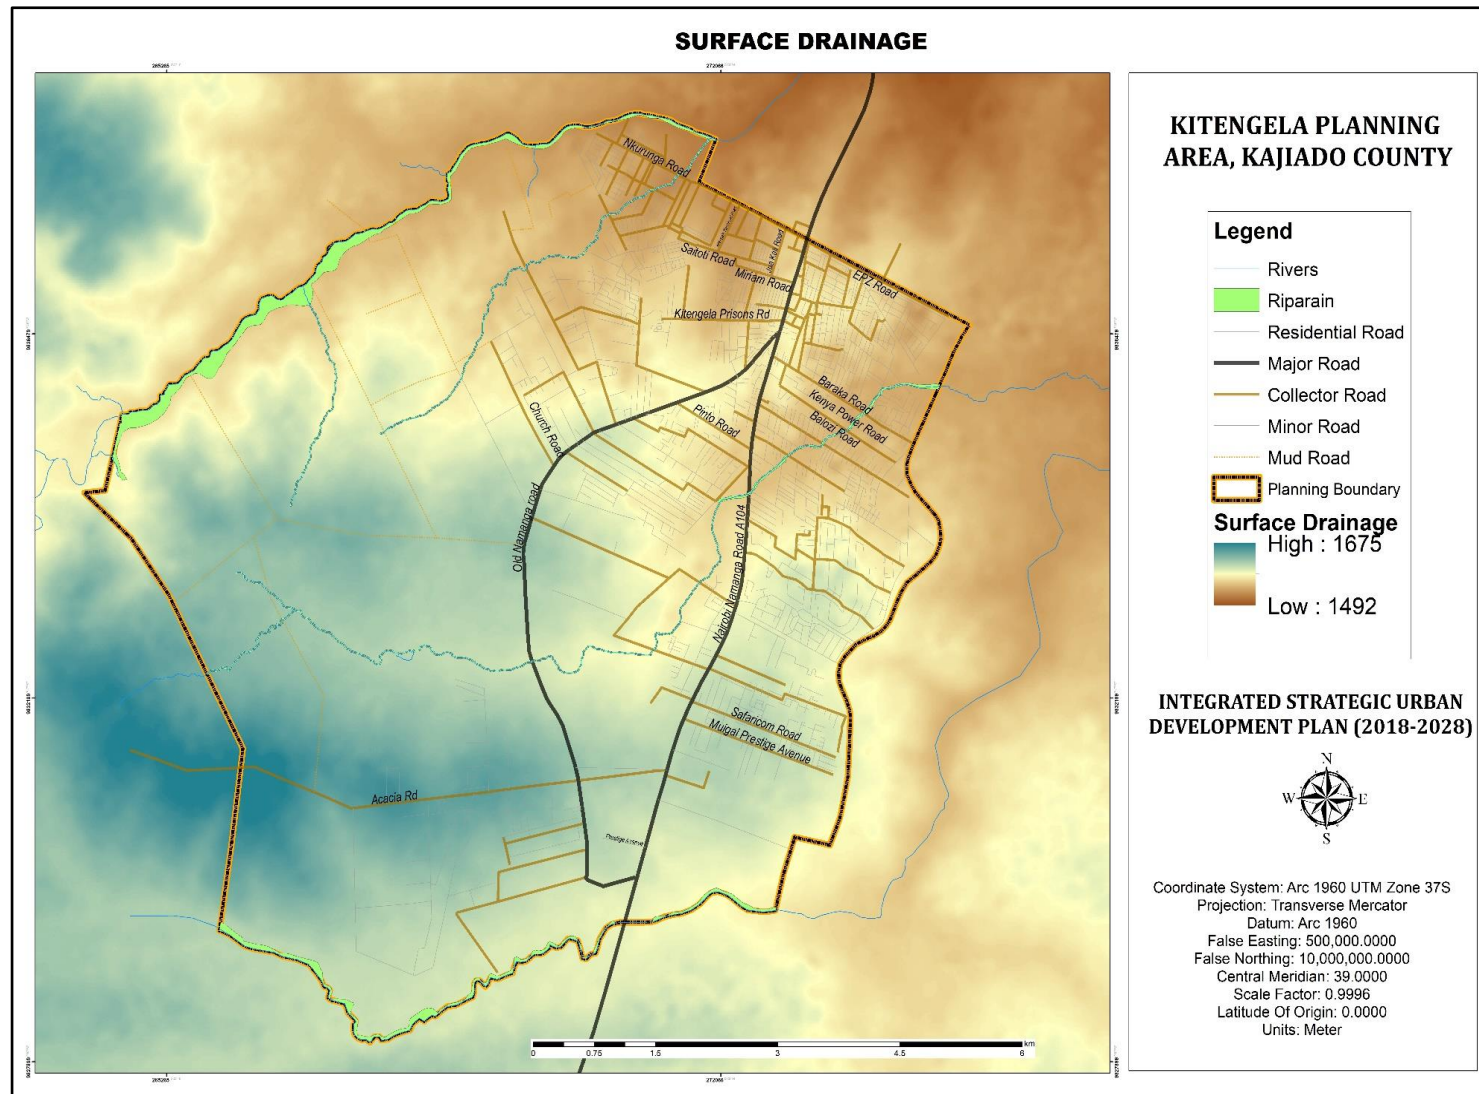 SURFACE DRAINAGE
265265
272066
KITENGELA PLANNING
AREA, KAJIADO COUNTY
Legend
Rivers
Riparain
Residential Road
Major Road
Collector Road
Minor Road
Mud Road
Planning Boundary
Surface Drainage
High : 1675
Low : 1492
INTEGRATED STRATEGIC URBAN
DEVELOPMENT PLAN (2018-2028)
N
W E
S
Coordinate System: Arc 1960 UTM Zone 37S
Projection: Transverse Mercator
Datum: Arc 1960
False Easting: 500,000.0000
False Northing: 10,000,000.0000
Central Meridian: 39.0000
Scale Factor: 0.9996
Latitude Of Origin: 0.0000
Units: Meter
Nkurunga Road
Saitoti Road
Miriam Road
EPZ Road
Kitengela Prisons Rd
Baraka Road
Kenya Power Road
Balozi Road
Pinto Road
Church Road
Old Namanga road
Nairobi Namanga Road A104
Safaricom Road
Muigai Prestige Avenue
Acacia Rd
km
0 0.75 1.5 3 4.5 6
265265
272066